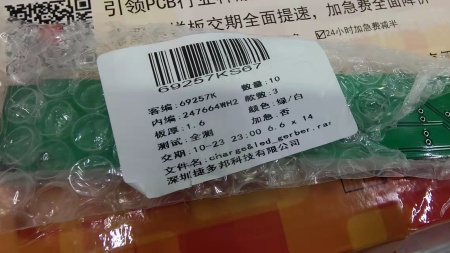 引领PCB行业
样板交期全面提速，加急费全面降价
☑24小时加急费减半
69257KS07
客编：69257K 数量：10
内编：247664WH2 款数：3
板厚：1.6 颜色：绿/白
测试：全测 加急：否
交期：10-23 23:00 6.6 * 14
文件名：charge&led_gerber.rar
深圳捷多邦科技有限公司